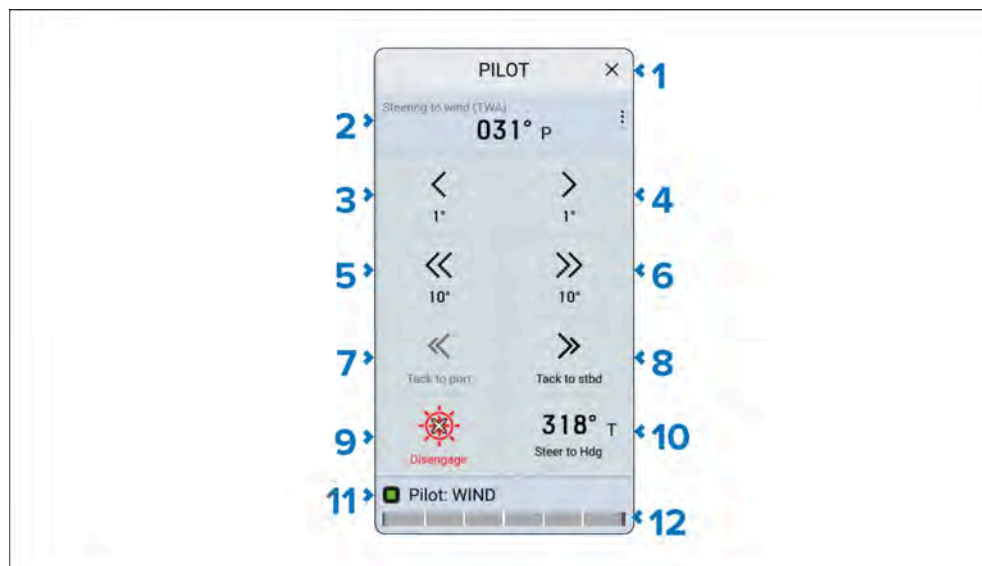 PILOT
1
Steering to wind (TWA)
2
031° P
3
4
1° 1°
5
6
10° 10°
7
8
Tack to port Tack to stbd
9
318° T
10
Disengage Steer to Hdg
11
Pilot: WIND
12